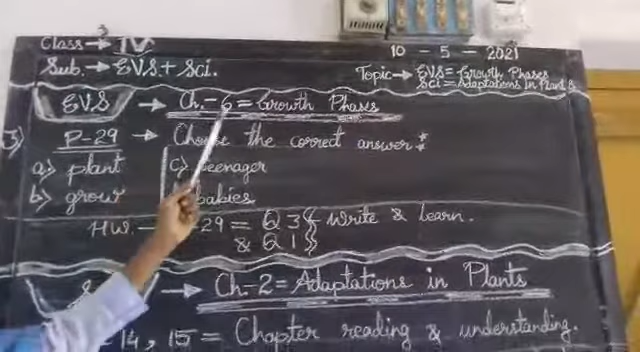 Class → IV
10 - 5 - 2021
Sub. → E.V.S. + Sci.
Topic → EVS = Growth Phases
Sci = Adaptations In Plants
EVS → Ch. - 6 = Growth Phases
3) P-29 → Choose the correct answer:
a) plant
c) teenager
b) grow
babies
H.W. - 29 = Q 3 } Write & learn.
& Q 1 }
→ Ch-2 = Adaptations in Plants
14, 15 = Chapter reading & understanding.